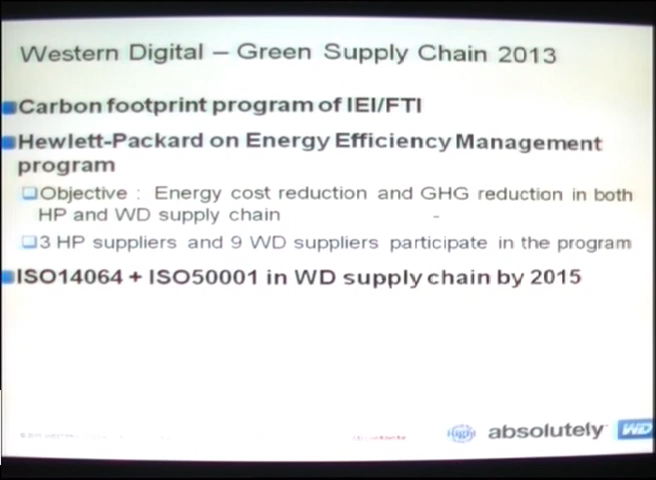 Western Digital – Green Supply Chain 2013
Carbon footprint program of IEI/FTI
Hewlett-Packard on Energy Efficiency Management
program
Objective : Energy cost reduction and GHG reduction in both
HP and WD supply chain
3 HP suppliers and 9 WD suppliers participate in the program
ISO14064 + ISO50001 in WD supply chain by 2015
absolutely WD